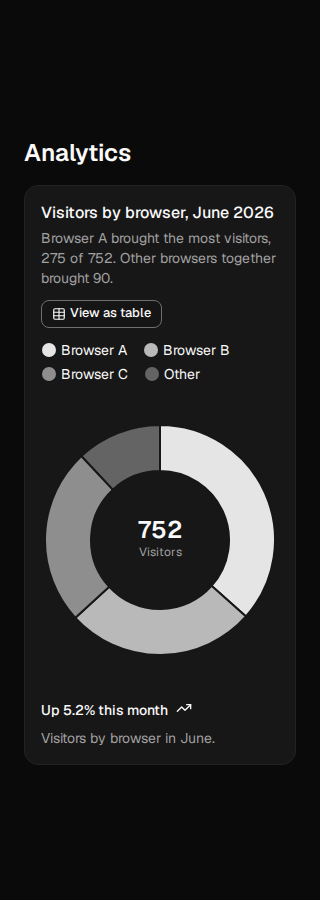 Analytics
Visitors by browser, June 2026
Browser A brought the most visitors,
275 of 752. Other browsers together
brought 90.
View as table
Browser A
Browser B
Browser C
Other
752
Visitors
Up 5.2% this month
Visitors by browser in June.